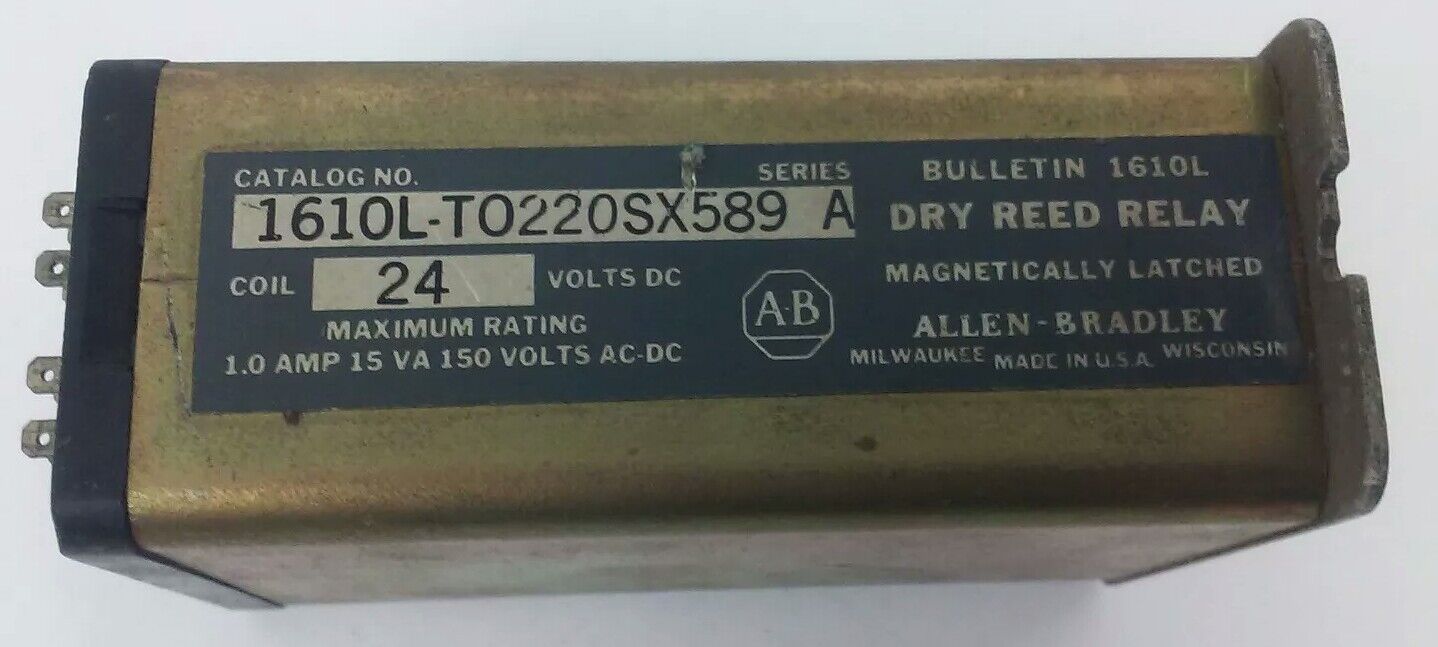 CATALOG NO. SERIES
1610L-TO220SX589 A
COIL 24 VOLTS DC
MAXIMUM RATING
1.0 AMP 15 VA 150 VOLTS AC-DC
A-B
BULLETIN 1610L
DRY REED RELAY
MAGNETICALLY LATCHED
ALLEN-BRADLEY
MILWAUKEE MADE IN U.S.A. WISCONSIN